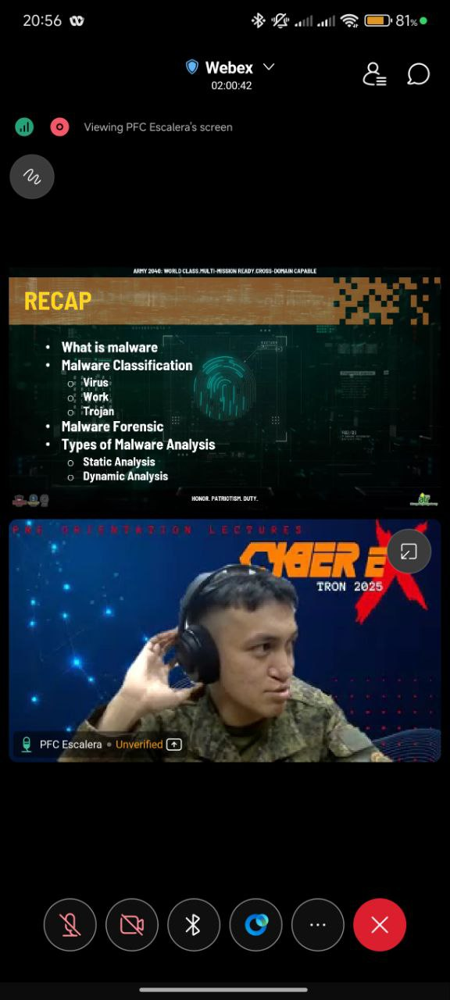 20:56
81%
Webex
02:00:42
Viewing PFC Escalera's screen
ARMY 2040: WORLD CLASS.MULTI-MISSION READY.CROSS-DOMAIN CAPABLE
RECAP
• What is malware
• Malware Classification
o Virus
o Work
o Trojan
• Malware Forensic
• Types of Malware Analysis
o Static Analysis
o Dynamic Analysis
HONOR. PATRIOTISM. DUTY.
PRE ORIENTATION LECTURES
CYBER E
TRON 2025
PFC Escalera • Unverified